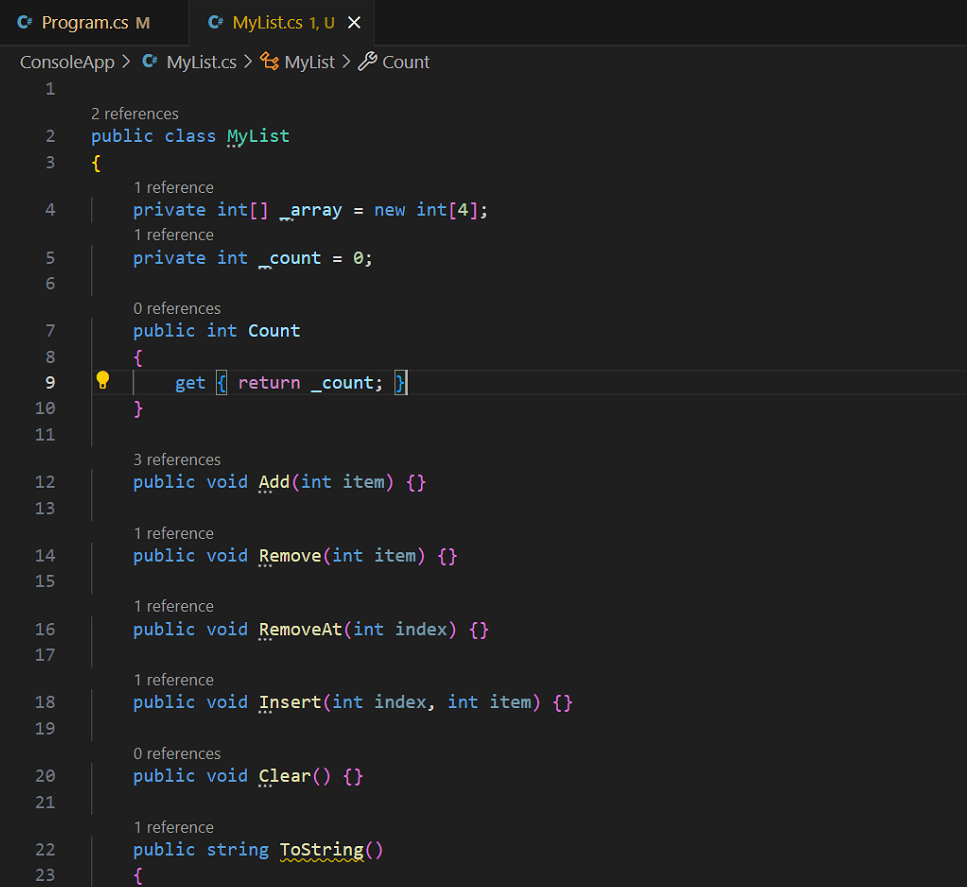 C# Program.cs M C# MyList.cs 1, U
ConsoleApp > C# MyList.cs > MyList > Count
1
2 references
2 public class MyList
3 {
1 reference
4 private int[] _array = new int[4];
1 reference
5 private int _count = 0;
6
0 references
7 public int Count
8 {
9 get { return _count; }
10 }
11
3 references
12 public void Add(int item) {}
13
1 reference
14 public void Remove(int item) {}
15
1 reference
16 public void RemoveAt(int index) {}
17
1 reference
18 public void Insert(int index, int item) {}
19
0 references
20 public void Clear() {}
21
1 reference
22 public string ToString()
23 {